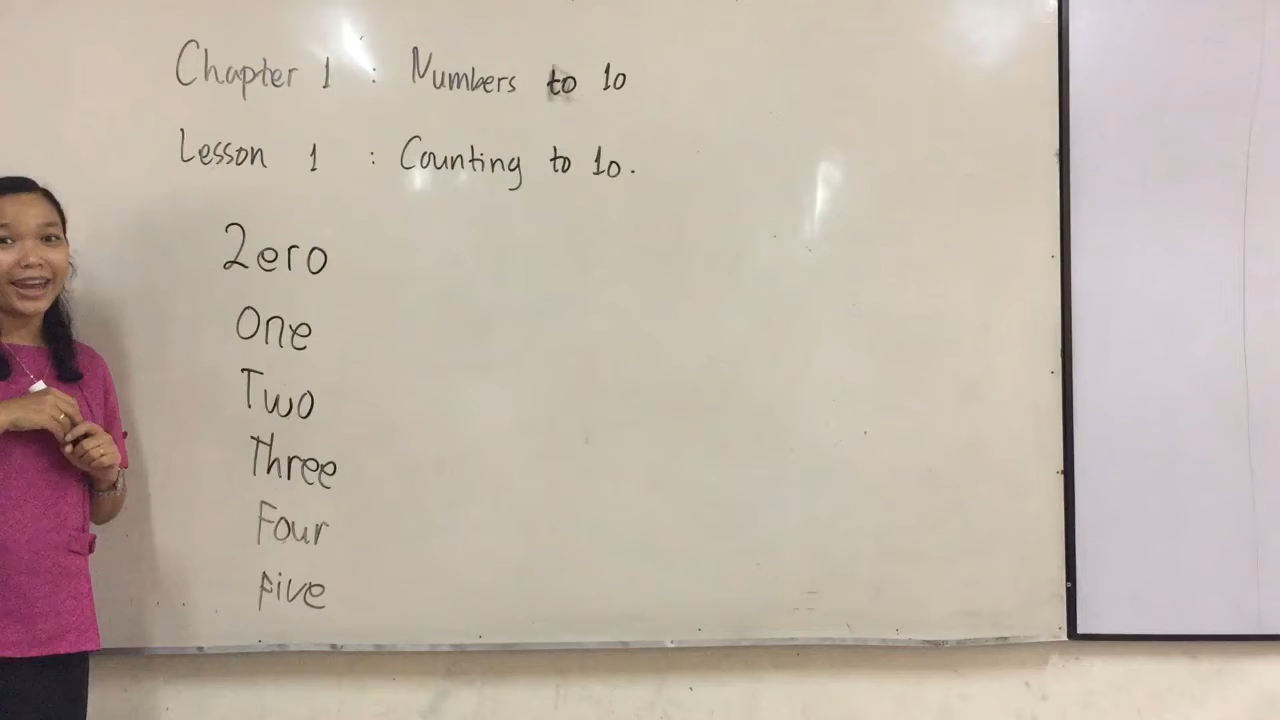 Chapter 1 : Numbers to 10
Lesson 1 : Counting to 10.
Zero
One
Two
Three
Four
Five